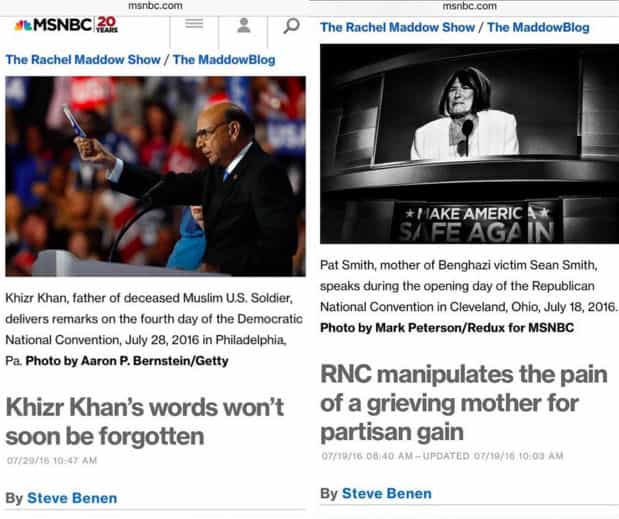 msnbc.com
MSNBC 20 YEARS
The Rachel Maddow Show / The MaddowBlog
Khizr Khan, father of deceased Muslim U.S. Soldier,
delivers remarks on the fourth day of the Democratic
National Convention, July 28, 2016 in Philadelphia,
Pa. Photo by Aaron P. Bernstein/Getty
Khizr Khan's words won't
soon be forgotten
07/29/16 10:47 AM
By Steve Benen
msnbc.com
The Rachel Maddow Show / The MaddowBlog
MAKE AMERICA
SAFE AGAIN
Pat Smith, mother of Benghazi victim Sean Smith,
speaks during the opening day of the Republican
National Convention in Cleveland, Ohio, July 18, 2016.
Photo by Mark Peterson/Redux for MSNBC
RNC manipulates the pain
of a grieving mother for
partisan gain
07/19/16 08:40 AM – UPDATED 07/19/16 10:03 AM
By Steve Benen